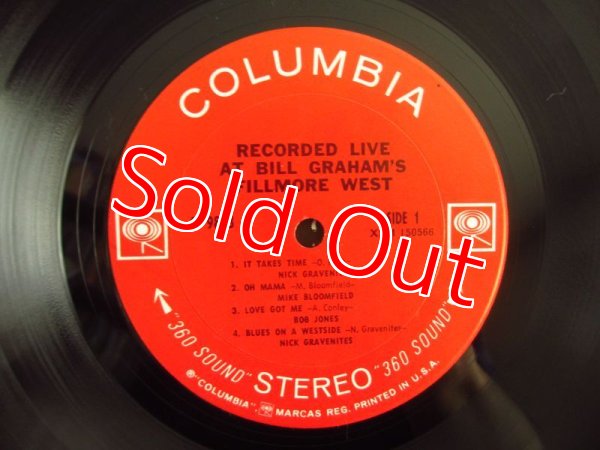 COLUMBIA
RECORDED LIVE
AT BILL GRAHAM'S
FILLMORE WEST
SIDE 1
150566
1. IT TAKES TIME
NICK
2. OH MAMA —M. Bloomfield—
MIKE BLOOMFIELD
3. LOVE GOT ME —A. Conley—
BOB JONES
4. BLUES ON A WESTSIDE —N. Gravenites—
NICK GRAVENITES
Sold Out
"360 SOUND" STEREO "360 SOUND"
℗ "COLUMBIA", MARCAS REG. PRINTED IN U.S.A.